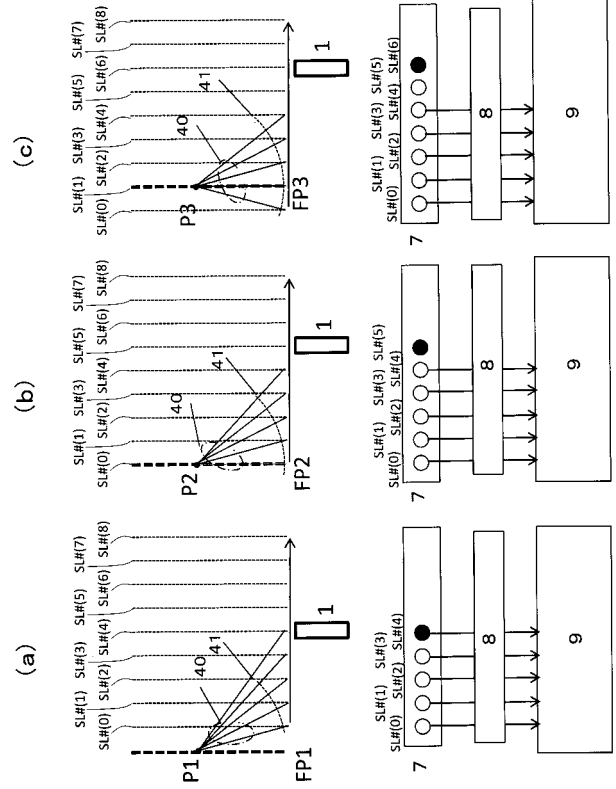 (a)
SL#(1) SL#(3) SL#(5) SL#(7)
SL#(0) SL#(2) SL#(4) SL#(6) SL#(8)
P1
40
41
FP1
1
SL#(1) SL#(3)
SL#(0) SL#(2) SL#(4)
7
8
9
(b)
SL#(1) SL#(3) SL#(5) SL#(7)
SL#(0) SL#(2) SL#(4) SL#(6) SL#(8)
P2
40
41
FP2
1
SL#(1) SL#(3) SL#(5)
SL#(0) SL#(2) SL#(4)
7
8
9
(c)
SL#(1) SL#(3) SL#(5) SL#(7)
SL#(0) SL#(2) SL#(4) SL#(6) SL#(8)
P3
40
41
FP3
1
SL#(1) SL#(3) SL#(5)
SL#(0) SL#(2) SL#(4) SL#(6)
7
8
9